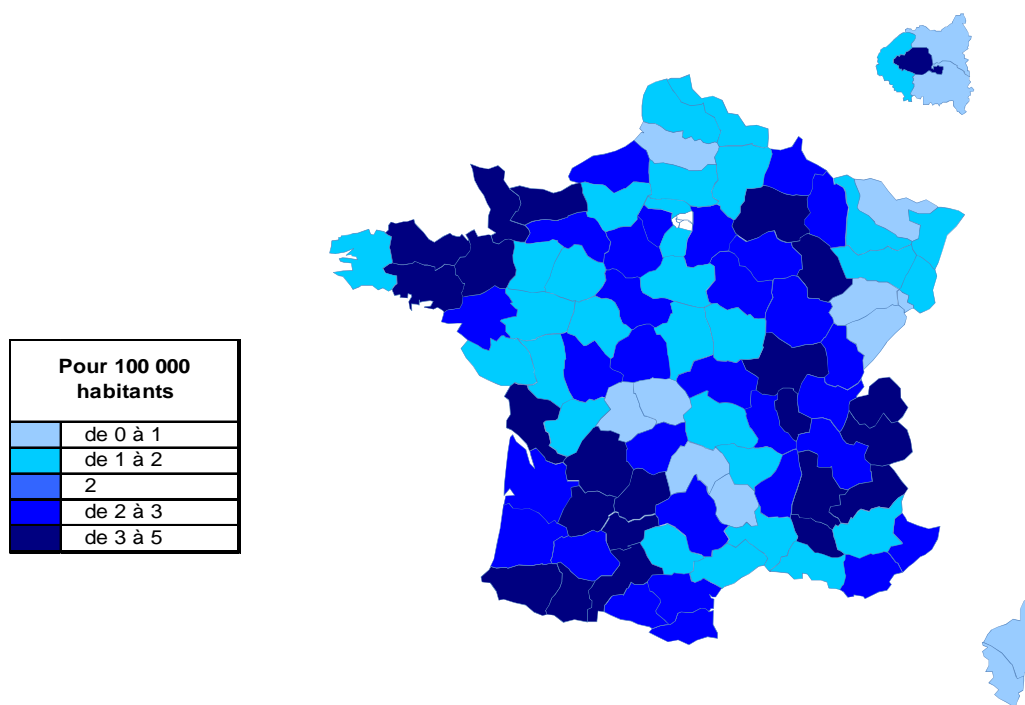 Pour 100 000
habitants
de 0 à 1
de 1 à 2
2
de 2 à 3
de 3 à 5